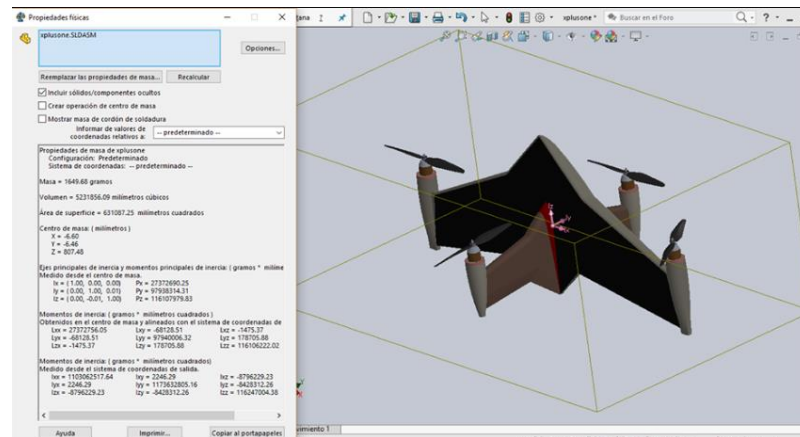 Propiedades físicas
xplusone.SLDASM
Opciones...
Reemplazar las propiedades de masa... Recalcular
Incluir sólidos/componentes ocultos
Crear operación de centro de masa
Mostrar masa de cordón de soldadura
Informar de valores de
coordenadas relativos a: -- predeterminado --
Propiedades de masa de xplusone
Configuración: Predeterminado
Sistema de coordenadas: -- predeterminado --
Masa = 1649.68 gramos
Volumen = 5231856.09 milímetros cúbicos
Área de superficie = 631087.25 milímetros cuadrados
Centro de masa: ( milímetros )
X = -6.60
Y = -6.46
Z = 807.48
Ejes principales de inercia y momentos principales de inercia: ( gramos * milíme
Medido desde el centro de masa.
Ix = ( 1.00, 0.00, 0.00) Px = 27372690.25
Iy = ( 0.00, 1.00, 0.01) Py = 97938314.31
Iz = ( 0.00, -0.01, 1.00) Pz = 116107979.83
Momentos de inercia: ( gramos * milímetros cuadrados )
Obtenidos en el centro de masa y alineados con el sistema de coordenadas de
Lxx = 27372756.05 Lxy = -68128.51 Lxz = -1475.37
Lyx = -68128.51 Lyy = 97940006.32 Lyz = 178705.88
Lzx = -1475.37 Lzy = 178705.88 Lzz = 116106222.02
Momentos de inercia: ( gramos * milímetros cuadrados)
Medido desde el sistema de coordenadas de salida.
Ixx = 1103062517.64 Ixy = 2246.29 Ixz = -8796229.23
Iyx = 2246.29 Iyy = 1173632805.16 Iyz = -8428312.26
Izx = -8796229.23 Izy = -8428312.26 Izz = 116247004.38
Ayuda Imprimir... Copiar al portapapeles
tana ?
xplusone *
Buscar en el Foro
?
vimiento 1